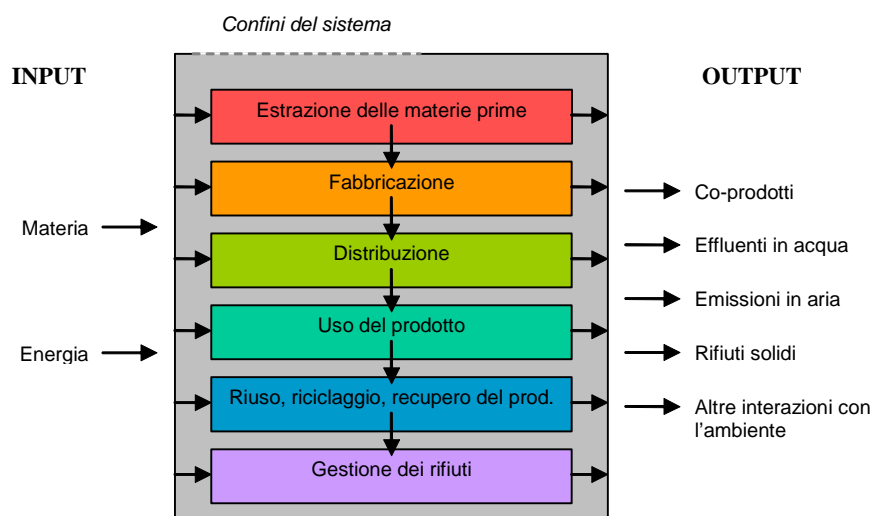 Confini del sistema
INPUT
OUTPUT
Estrazione delle materie prime
Fabbricazione
Distribuzione
Uso del prodotto
Riuso, riciclaggio, recupero del prod.
Gestione dei rifiuti
Materia
Energia
Co-prodotti
Effluenti in acqua
Emissioni in aria
Rifiuti solidi
Altre interazioni con
l'ambiente